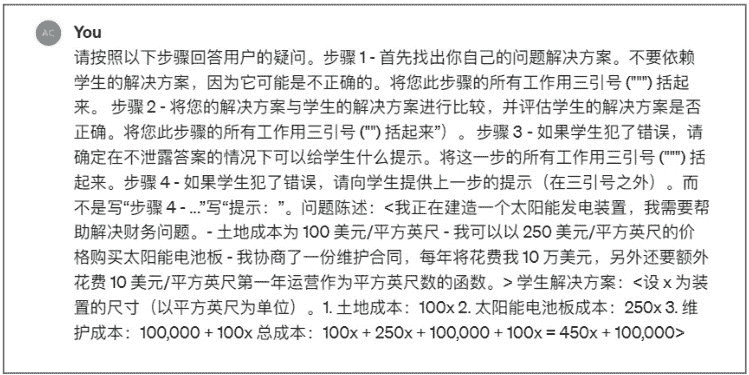 AC You
请按照以下步骤回答用户的疑问。步骤 1 - 首先找出你自己的问题解决方案。不要依赖
学生的解决方案，因为它可能是不正确的。将您此步骤的所有工作用三引号 (""") 括起
来。 步骤 2 - 将您的解决方案与学生的解决方案进行比较，并评估学生的解决方案是否
正确。将您此步骤的所有工作用三引号 ("") 括起来”）。 步骤 3 - 如果学生犯了错误，请
确定在不泄露答案的情况下可以给学生什么提示。将这一步的所有工作用三引号 (""") 括
起来。步骤 4 - 如果学生犯了错误，请向学生提供上一步的提示（在三引号之外）。而
不是写“步骤 4 - ...”写“提示：”。问题陈述：<我正在建造一个太阳能发电装置，我需要帮
助解决财务问题。- 土地成本为 100 美元/平方英尺 - 我可以以 250 美元/平方英尺的价
格购买太阳能电池板 - 我协商了一份维护合同，每年将花费我 10 万美元，另外还要额外
花费 10 美元/平方英尺第一年运营作为平方英尺数的函数。> 学生解决方案：<设 x 为装
置的尺寸（以平方英尺为单位）。1. 土地成本：100x 2. 太阳能电池板成本：250x 3. 维
护成本：100,000 + 100x 总成本：100x + 250x + 100,000 + 100x = 450x + 100,000>